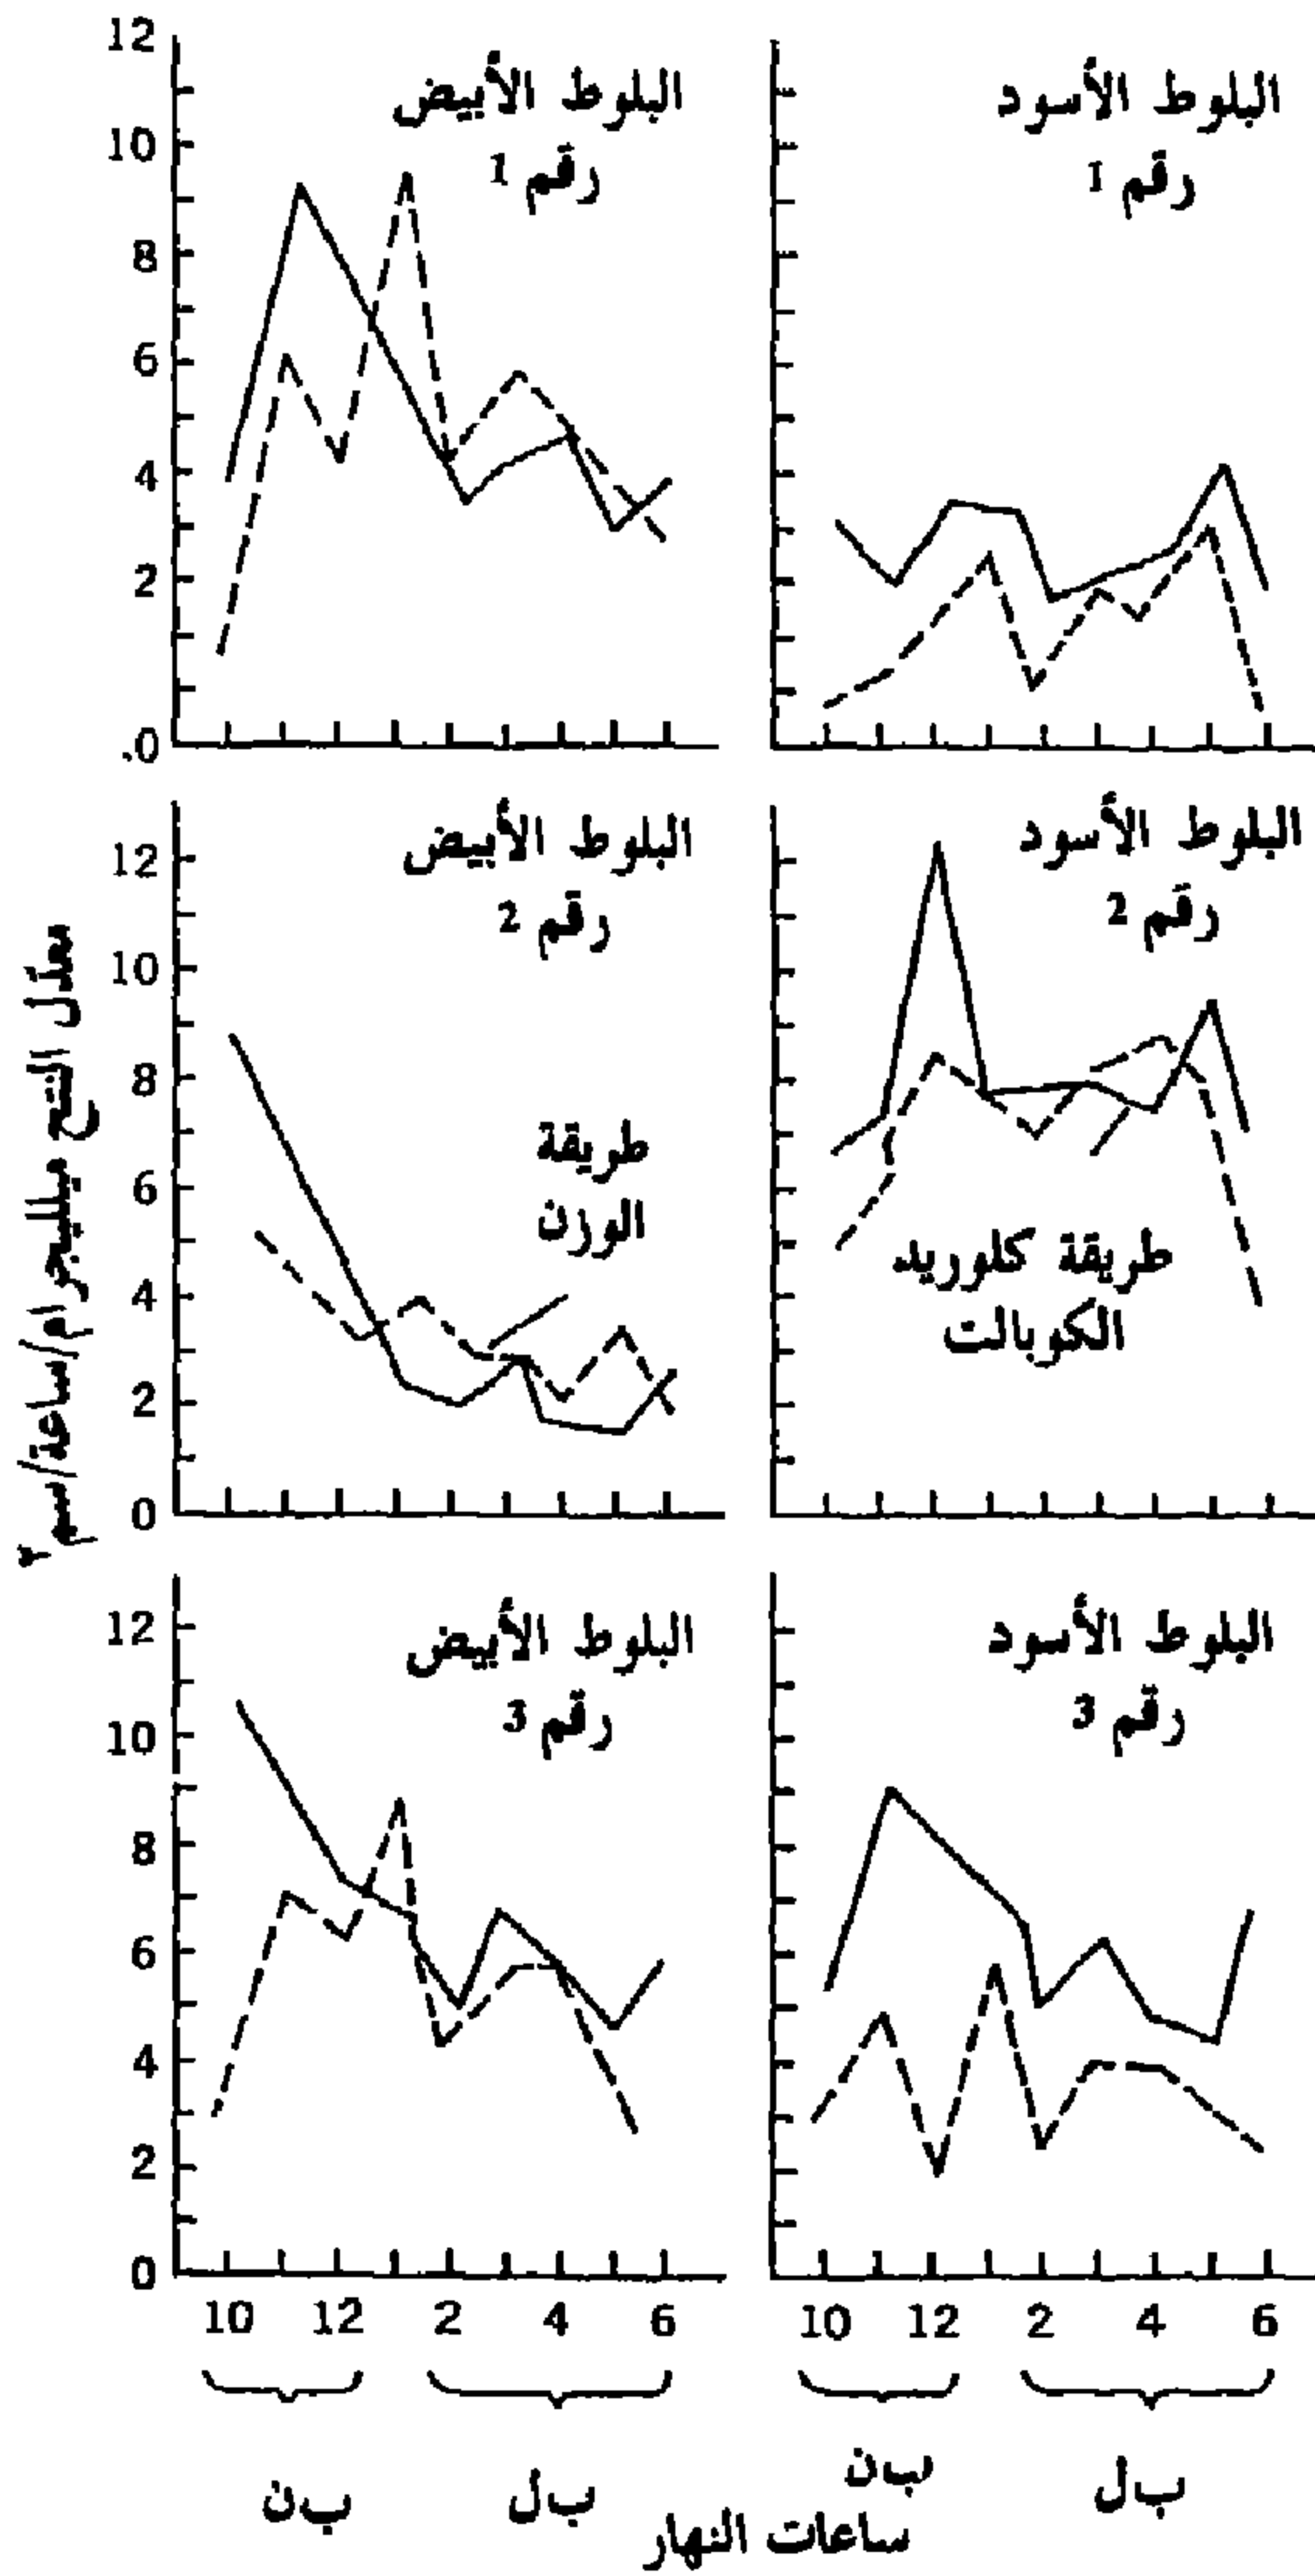 البلوط الأبيض
رقم 1
البلوط الأسود
رقم 1
12
10
8
6
4
2
.0
البلوط الأبيض
رقم 2
البلوط الأسود
رقم 2
طريقة
الوزن
طريقة كلوريد
الكوبالت
12
10
8
6
4
2
0
معدّل النتح ميلليجرام/ساعة/سم٢
البلوط الأبيض
رقم 3
البلوط الأسود
رقم 3
12
10
8
6
4
2
0
10 12 2 4 6
10 12 2 4 6
ب ن
ب ل
ب ن
ب ل
ساعات النهار